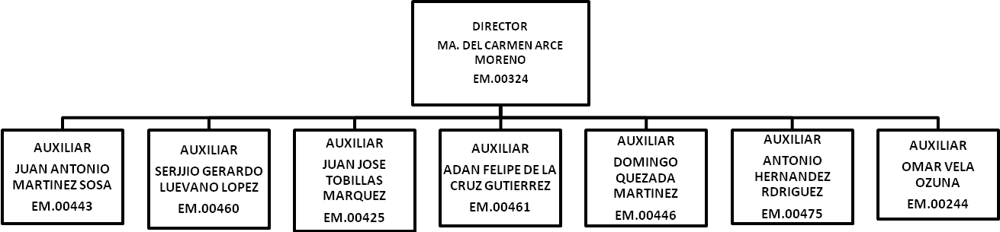 DIRECTOR
MA. DEL CARMEN ARCE
MORENO
EM.00324
AUXILIAR
JUAN ANTONIO
MARTINEZ SOSA
EM.00443
AUXILIAR
SERJJIO GERARDO
LUEVANO LOPEZ
EM.00460
AUXILIAR
JUAN JOSE
TOBILLAS
MARQUEZ
EM.00425
AUXILIAR
ADAN FELIPE DE LA
CRUZ GUTIERREZ
EM.00461
AUXILIAR
DOMINGO
QUEZADA
MARTINEZ
EM.00446
AUXILIAR
ANTONIO
HERNANDEZ
RDRIGUEZ
EM.00475
AUXILIAR
OMAR VELA
OZUNA
EM.00244